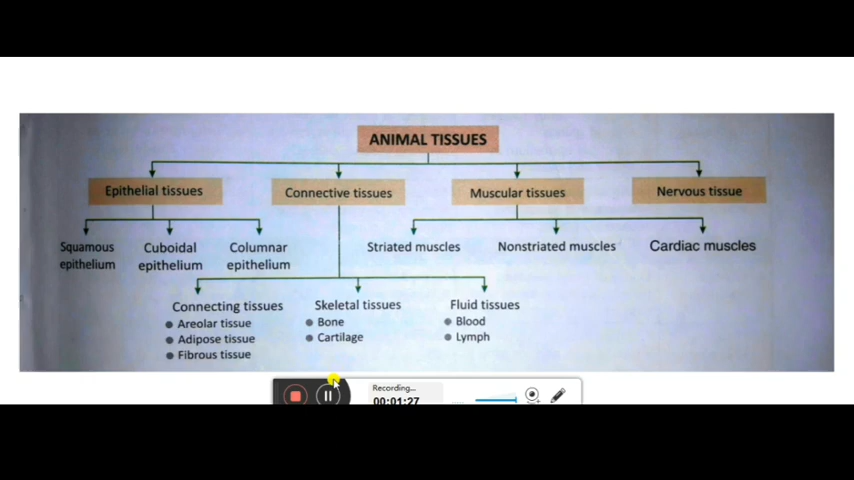 ANIMAL TISSUES
Epithelial tissues
Connective tissues
Muscular tissues
Nervous tissue
Squamous
epithelium
Cuboidal
epithelium
Columnar
epithelium
Striated muscles
Nonstriated muscles
Cardiac muscles
Connecting tissues
Areolar tissue
Adipose tissue
Fibrous tissue
Skeletal tissues
Bone
Cartilage
Fluid tissues
Blood
Lymph
Recording...
00:01:27